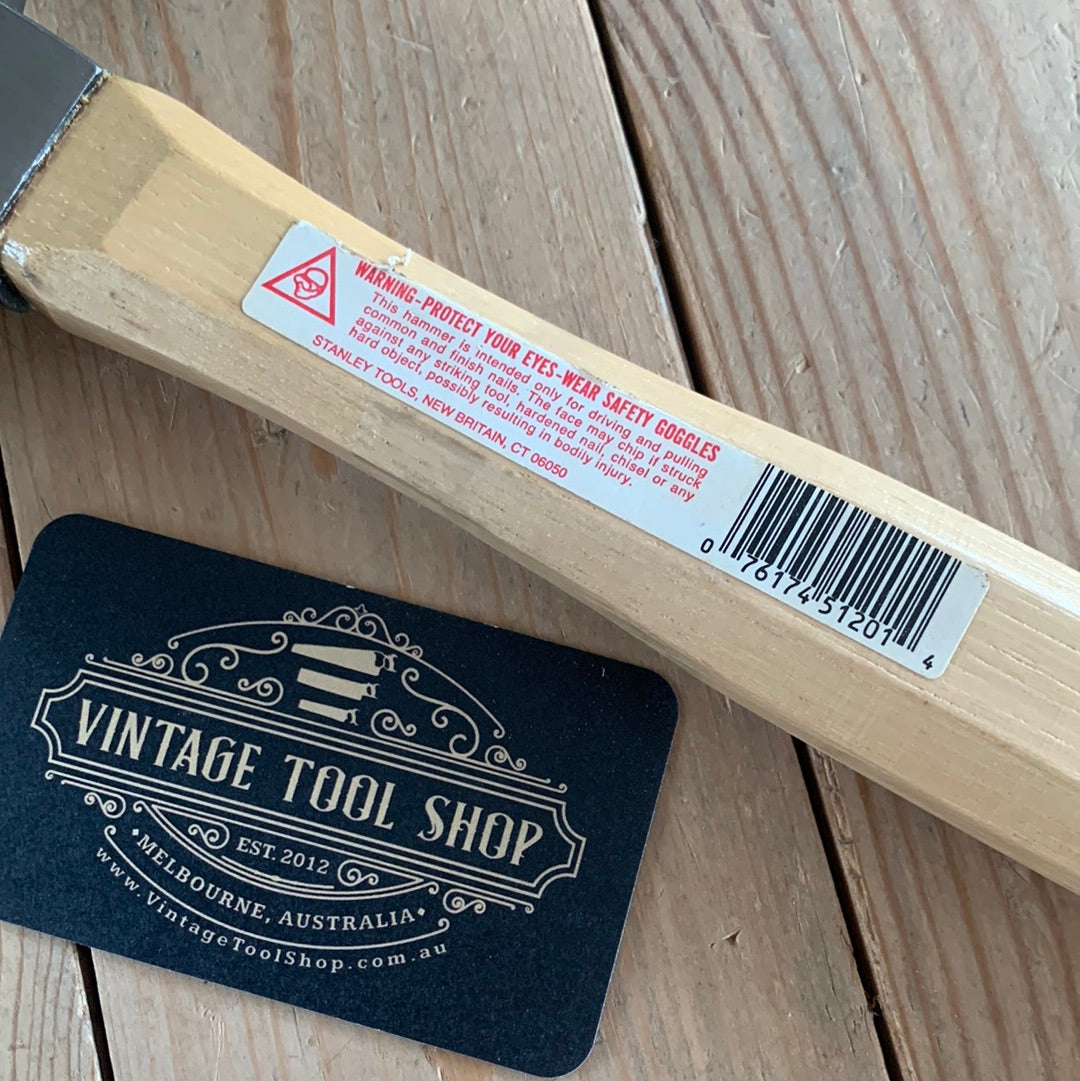 WARNING-PROTECT YOUR EYES-WEAR SAFETY GOGGLES
This hammer is intended only for driving and pulling
common and finish nails. The face may chip if struck
against any striking tool, hardened nail, chisel or any
hard object, possibly resulting in bodily injury.
STANLEY TOOLS, NEW BRITAIN, CT 06050
0 76174 51201 4
VINTAGE TOOL SHOP
EST. 2012
MELBOURNE, AUSTRALIA
www.VintageToolShop.com.au